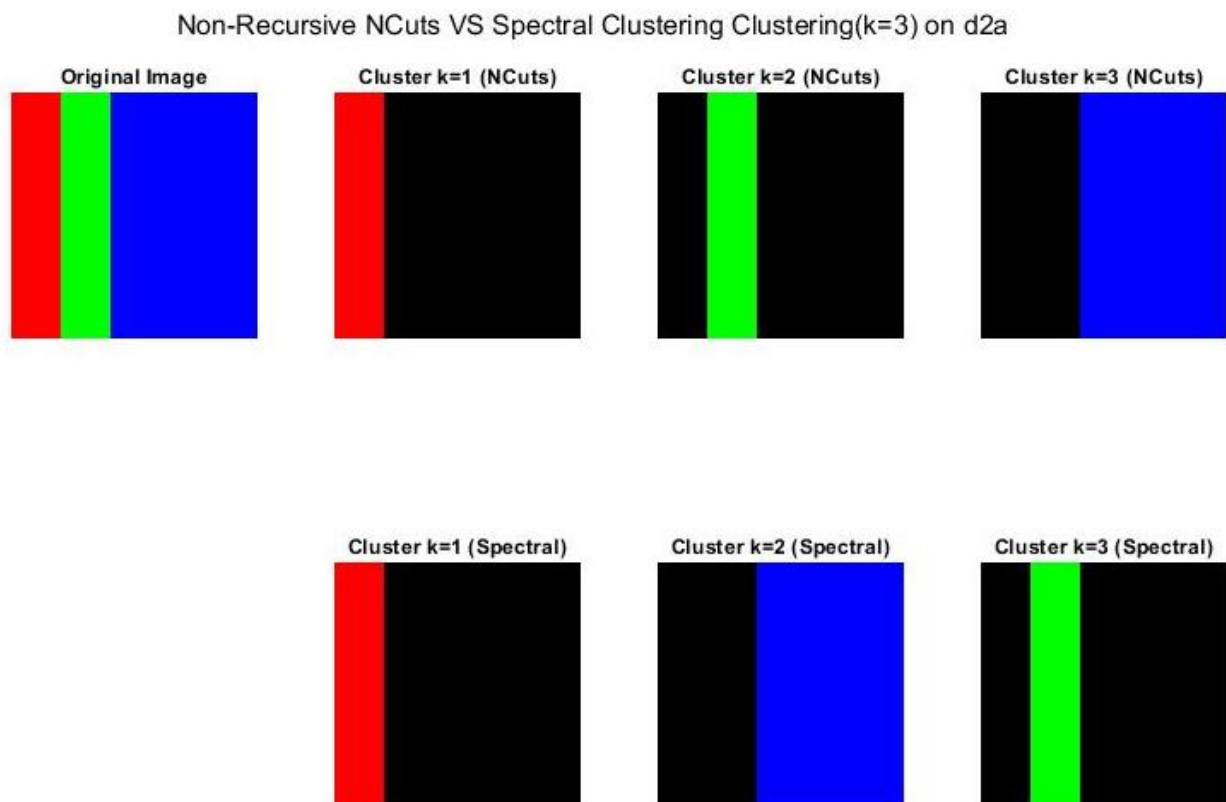 Non-Recursive NCuts VS Spectral Clustering Clustering(k=3) on d2a
Original Image
Cluster k=1 (NCuts)
Cluster k=2 (NCuts)
Cluster k=3 (NCuts)
Cluster k=1 (Spectral)
Cluster k=2 (Spectral)
Cluster k=3 (Spectral)